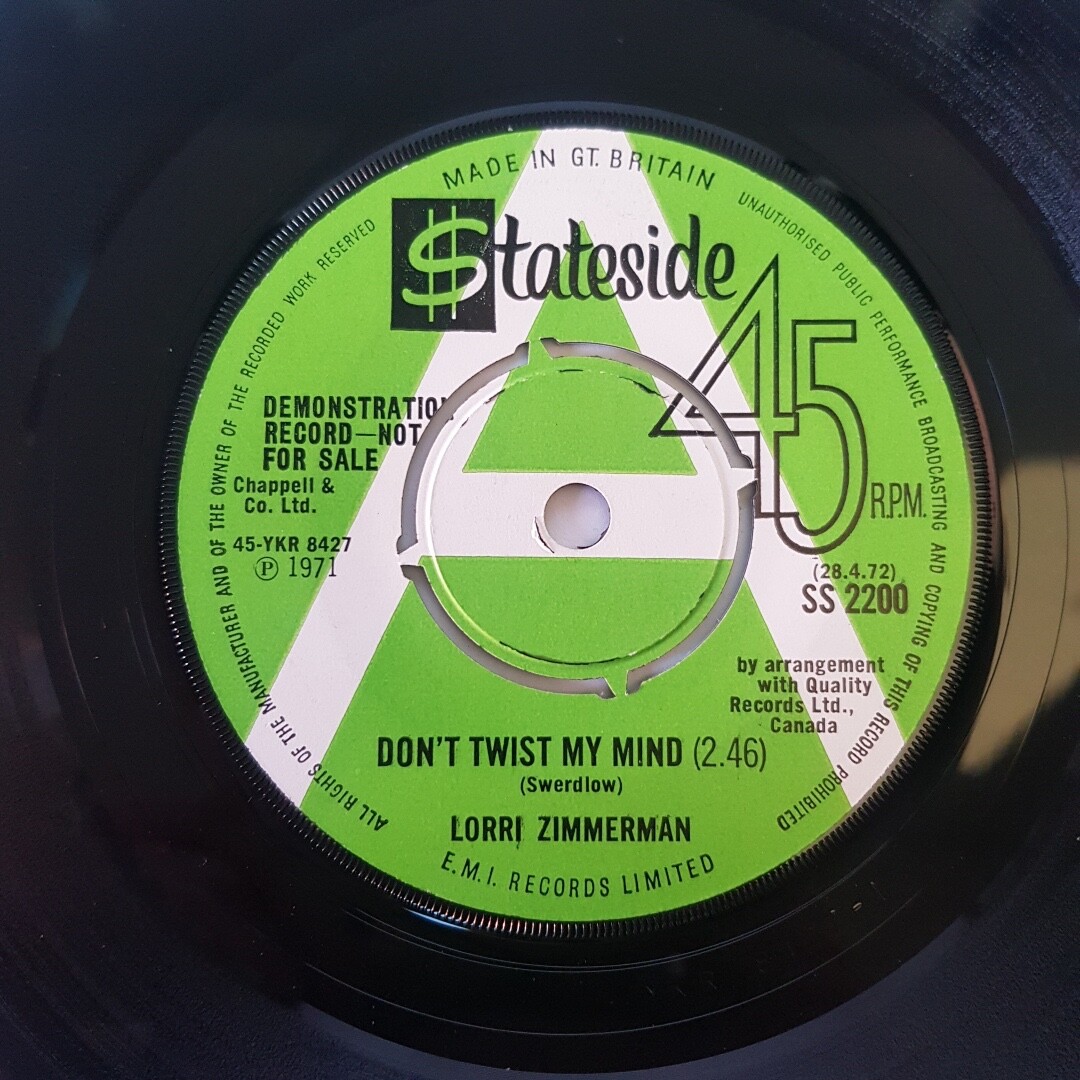 MADE IN GT. BRITAIN
$tateside
45 R.P.M.
DEMONSTRATION
RECORD—NOT
FOR SALE
Chappell &
Co. Ltd.
45-YKR 8427
Ⓟ 1971
(28.4.72)
SS 2200
by arrangement
with Quality
Records Ltd.,
Canada
DON'T TWIST MY MIND (2.46)
(Swerdlow)
LORRI ZIMMERMAN
E.M.I. RECORDS LIMITED
ALL RIGHTS OF THE MANUFACTURER AND OF THE OWNER OF THE RECORDED WORK RESERVED
UNAUTHORISED PUBLIC PERFORMANCE BROADCASTING AND COPYING OF THIS RECORD PROHIBITED
A